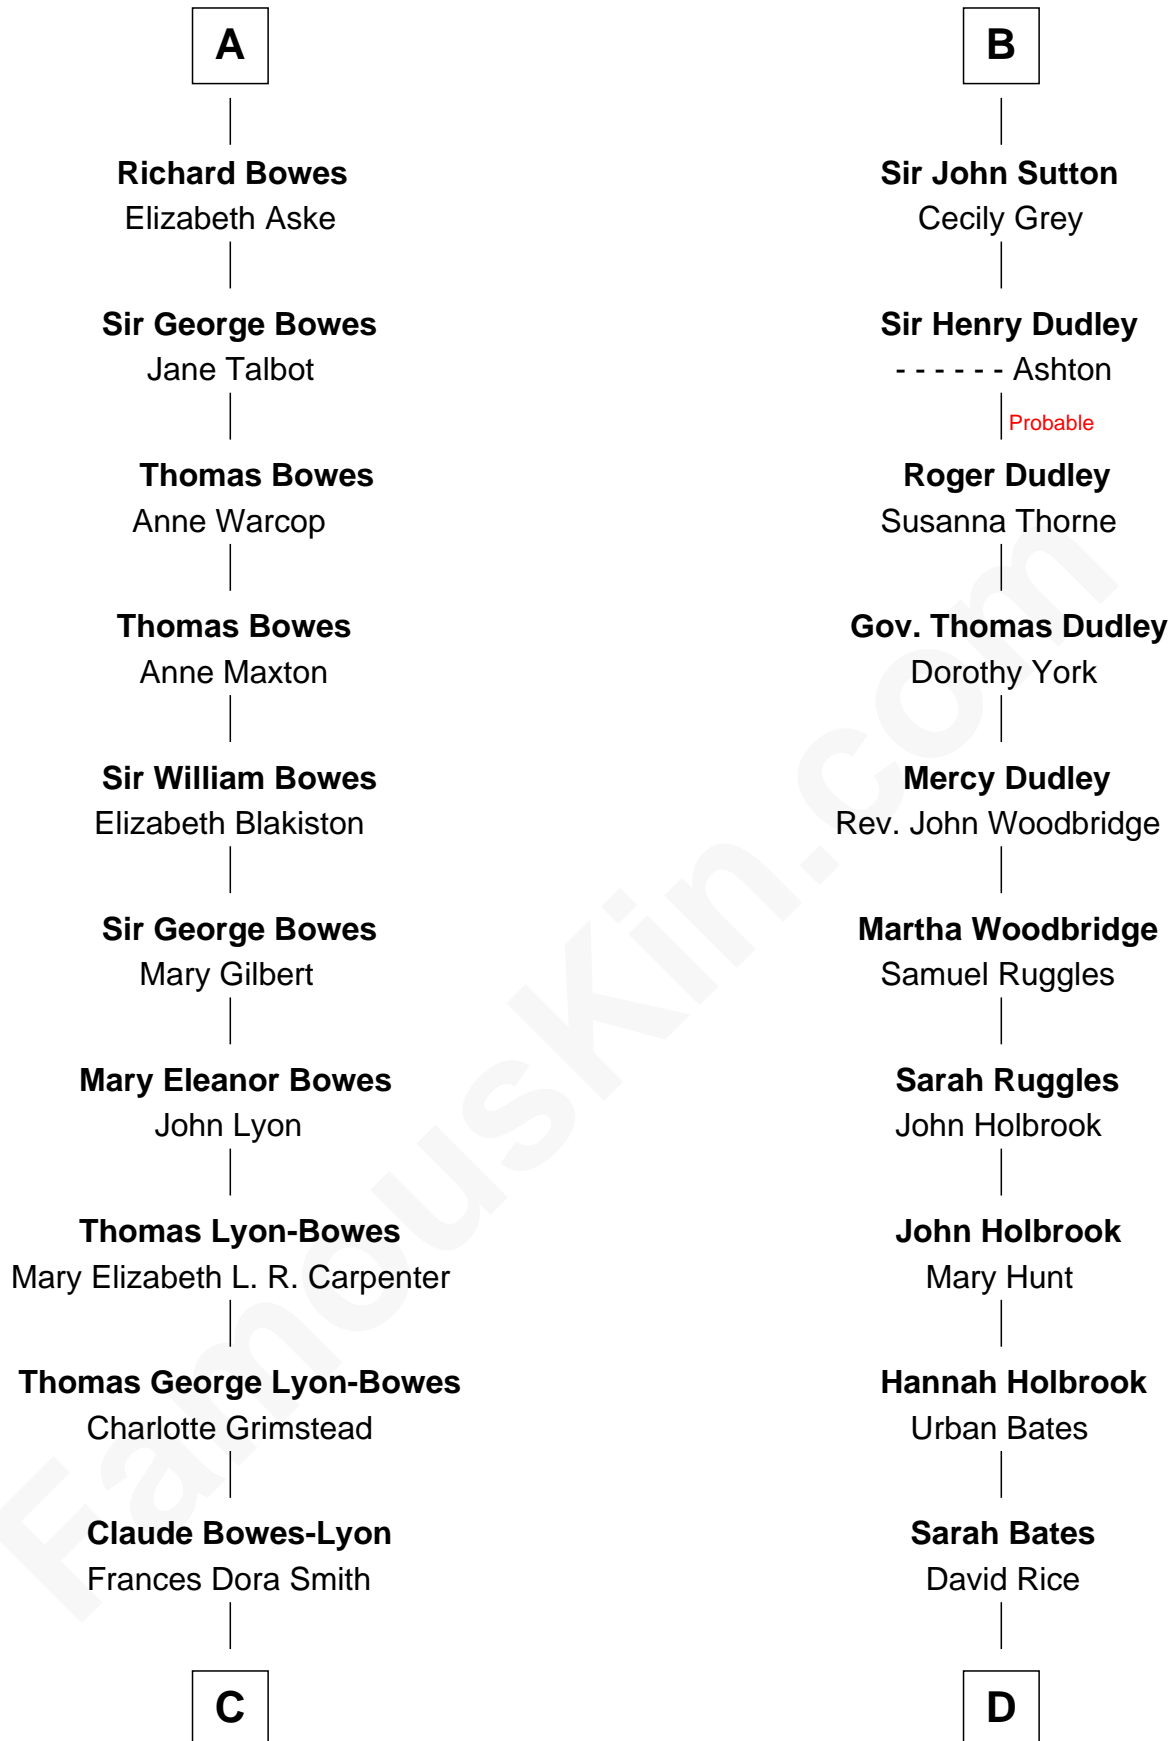 A
Richard Bowes
Elizabeth Aske
Sir George Bowes
Jane Talbot
Thomas Bowes
Anne Warcop
Thomas Bowes
Anne Maxton
Sir William Bowes
Elizabeth Blakiston
Sir George Bowes
Mary Gilbert
Mary Eleanor Bowes
John Lyon
Thomas Lyon-Bowes
Mary Elizabeth L. R. Carpenter
Thomas George Lyon-Bowes
Charlotte Grimstead
Claude Bowes-Lyon
Frances Dora Smith
C
B
Sir John Sutton
Cecily Grey
Sir Henry Dudley
- - - - - - Ashton
Probable
Roger Dudley
Susanna Thorne
Gov. Thomas Dudley
Dorothy York
Mercy Dudley
Rev. John Woodbridge
Martha Woodbridge
Samuel Ruggles
Sarah Ruggles
John Holbrook
John Holbrook
Mary Hunt
Hannah Holbrook
Urban Bates
Sarah Bates
David Rice
D
FamousKin.com